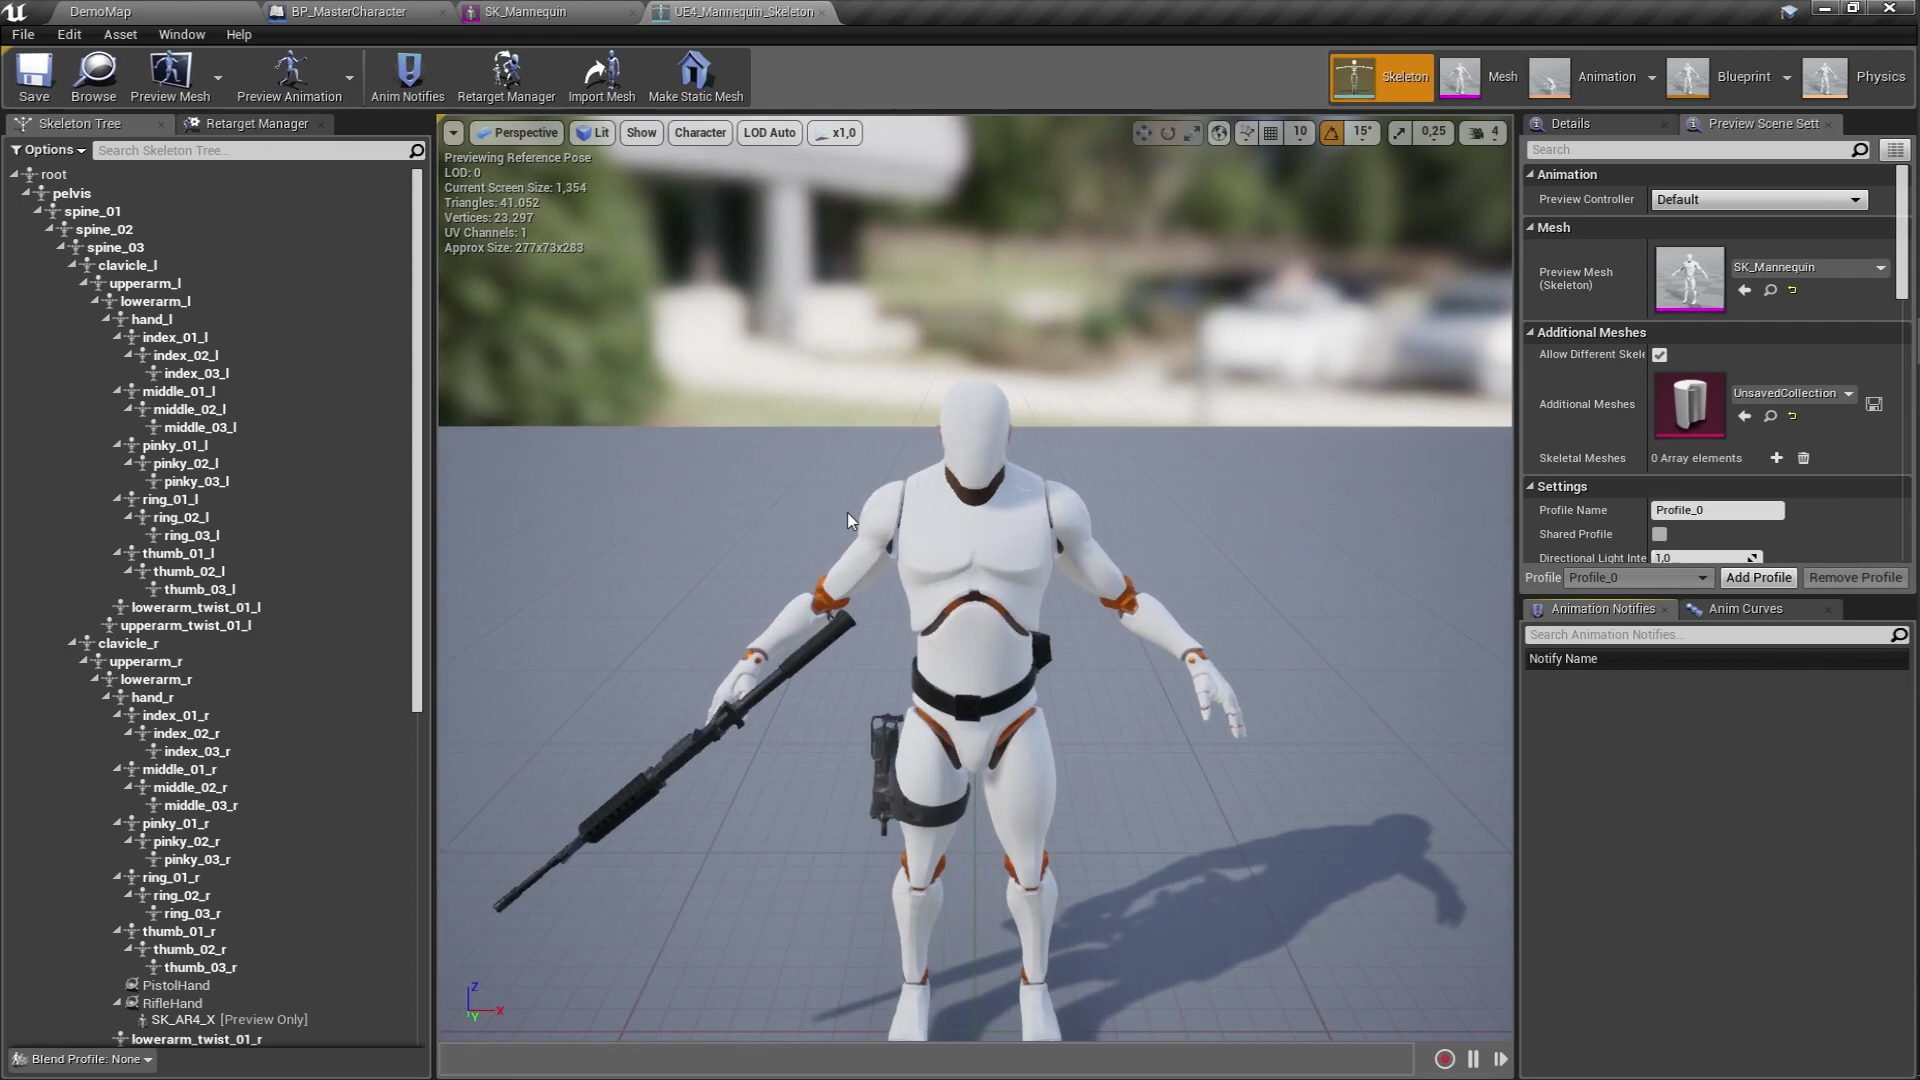 DemoMap
BP_MasterCharacter
SK_Mannequin
UE4_Mannequin_Skeleton
File Edit Asset Window Help
Save
Browse
Preview Mesh
Preview Animation
Anim Notifies
Retarget Manager
Import Mesh
Make Static Mesh
Skeleton
Mesh
Animation
Blueprint
Physics
Skeleton Tree
Retarget Manager
Options
Search Skeleton Tree...
root
pelvis
spine_01
spine_02
spine_03
clavicle_l
upperarm_l
lowerarm_l
hand_l
index_01_l
index_02_l
index_03_l
middle_01_l
middle_02_l
middle_03_l
pinky_01_l
pinky_02_l
pinky_03_l
ring_01_l
ring_02_l
ring_03_l
thumb_01_l
thumb_02_l
thumb_03_l
lowerarm_twist_01_l
upperarm_twist_01_l
clavicle_r
upperarm_r
lowerarm_r
hand_r
index_01_r
index_02_r
index_03_r
middle_01_r
middle_02_r
middle_03_r
pinky_01_r
pinky_02_r
pinky_03_r
ring_01_r
ring_02_r
ring_03_r
thumb_01_r
thumb_02_r
thumb_03_r
PistolHand
RifleHand
SK_AR4_X [Preview Only]
lowerarm_twist_01_r
Blend Profile: None
Perspective
Lit
Show
Character
LOD Auto
x1,0
10
15°
0,25
4
Previewing Reference Pose
LOD: 0
Current Screen Size: 1,354
Triangles: 41.052
Vertices: 23.297
UV Channels: 1
Approx Size: 277x73x283
Z
X
Y
Details
Preview Scene Sett
Search
Animation
Preview Controller
Default
Mesh
Preview Mesh
(Skeleton)
SK_Mannequin
Additional Meshes
Allow Different Skele
Additional Meshes
UnsavedCollection
Skeletal Meshes
0 Array elements
Settings
Profile Name
Profile_0
Shared Profile
Directional Light Inte
1,0
Profile
Profile_0
Add Profile
Remove Profile
Animation Notifies
Anim Curves
Search Animation Notifies...
Notify Name